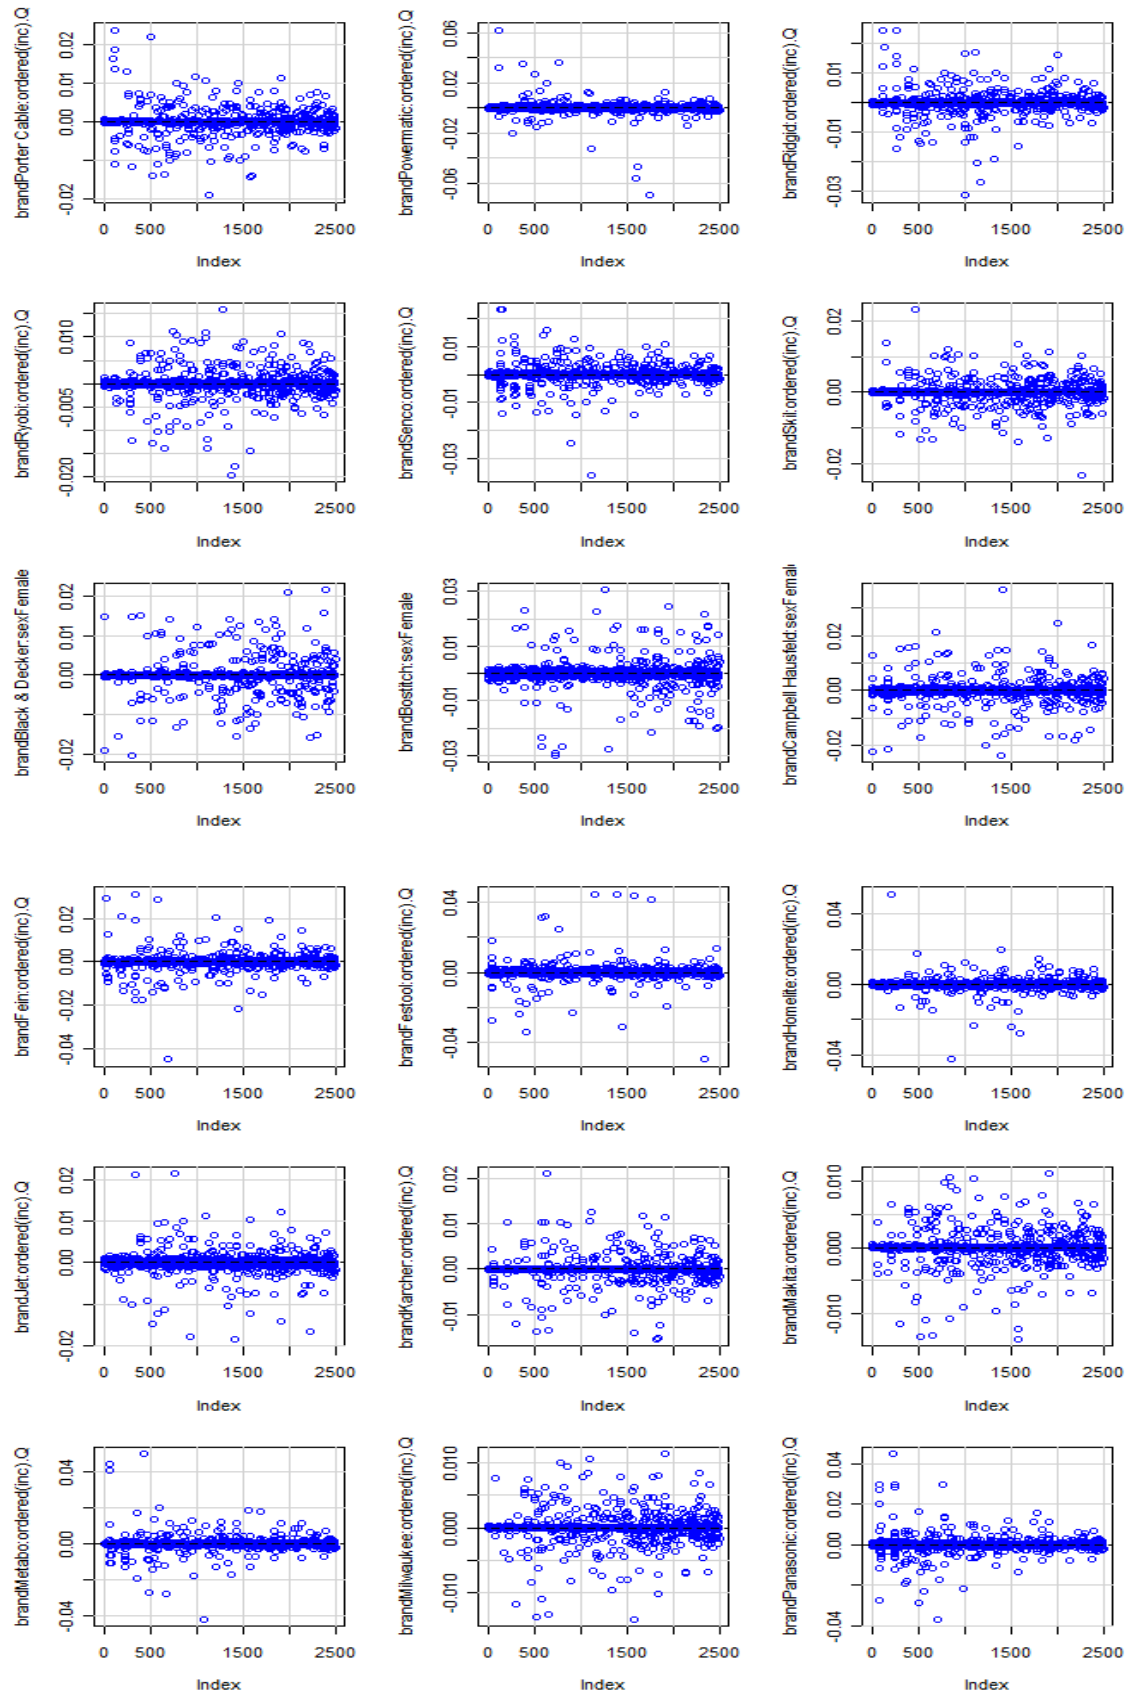 brandPorter Cable:ordered(inc).Q
0.02
0.01
0.00
-0.02
0 500 1500 2500
Index
brandPowermatic:ordered(inc).Q
0.06
0.02
-0.02
-0.06
0 500 1500 2500
Index
brandRidgid:ordered(inc).Q
0.01
-0.01
-0.03
0 500 1500 2500
Index
brandRyobi:ordered(inc).Q
0.010
-0.005
-0.020
0 500 1500 2500
Index
brandSenco:ordered(inc).Q
0.01
-0.01
-0.03
0 500 1500 2500
Index
brandSkil:ordered(inc).Q
0.02
0.00
-0.02
0 500 1500 2500
Index
brandBlack & Decker:sexFemale
0.02
0.01
0.00
-0.02
0 500 1500 2500
Index
brandBostitch:sexFemale
0.03
0.01
-0.01
-0.03
0 500 1500 2500
Index
brandCampbell Hausfeld:sexFemale
0.02
0.00
-0.02
0 500 1500 2500
Index
brandFein:ordered(inc).Q
0.02
0.00
-0.02
-0.04
0 500 1500 2500
Index
brandFestool:ordered(inc).Q
0.04
0.00
-0.04
0 500 1500 2500
Index
brandHomelite:ordered(inc).Q
0.04
0.00
-0.04
0 500 1500 2500
Index
brandJet:ordered(inc).Q
0.02
0.01
0.00
-0.02
0 500 1500 2500
Index
brandKarcher:ordered(inc).Q
0.02
0.01
0.00
-0.01
0 500 1500 2500
Index
brandMakita:ordered(inc).Q
0.010
0.000
-0.010
0 500 1500 2500
Index
brandMetabo:ordered(inc).Q
0.04
0.00
-0.04
0 500 1500 2500
Index
brandMilwaukee:ordered(inc).Q
0.010
0.000
-0.010
0 500 1500 2500
Index
brandPanasonic:ordered(inc).Q
0.04
0.02
0.00
-0.04
0 500 1500 2500
Index